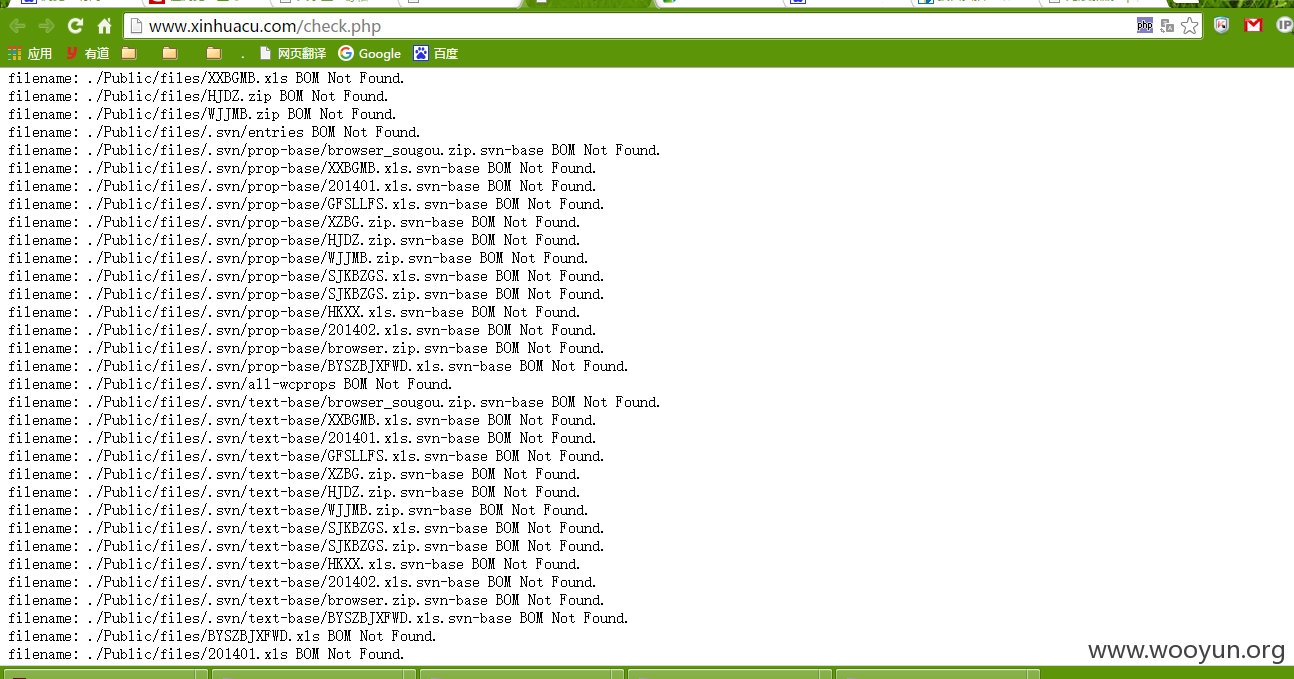 www.xinhuacu.com/check.php
php
IP
应用 有道 . 网页翻译 Google 百度
filename: ./Public/files/XXBGMB.xls BOM Not Found.
filename: ./Public/files/HJDZ.zip BOM Not Found.
filename: ./Public/files/WJJMB.zip BOM Not Found.
filename: ./Public/files/.svn/entries BOM Not Found.
filename: ./Public/files/.svn/prop-base/browser_sougou.zip.svn-base BOM Not Found.
filename: ./Public/files/.svn/prop-base/XXBGMB.xls.svn-base BOM Not Found.
filename: ./Public/files/.svn/prop-base/201401.xls.svn-base BOM Not Found.
filename: ./Public/files/.svn/prop-base/GFSLLFS.xls.svn-base BOM Not Found.
filename: ./Public/files/.svn/prop-base/XZBG.zip.svn-base BOM Not Found.
filename: ./Public/files/.svn/prop-base/HJDZ.zip.svn-base BOM Not Found.
filename: ./Public/files/.svn/prop-base/WJJMB.zip.svn-base BOM Not Found.
filename: ./Public/files/.svn/prop-base/SJKBZGS.xls.svn-base BOM Not Found.
filename: ./Public/files/.svn/prop-base/SJKBZGS.zip.svn-base BOM Not Found.
filename: ./Public/files/.svn/prop-base/HKXX.xls.svn-base BOM Not Found.
filename: ./Public/files/.svn/prop-base/201402.xls.svn-base BOM Not Found.
filename: ./Public/files/.svn/prop-base/browser.zip.svn-base BOM Not Found.
filename: ./Public/files/.svn/prop-base/BYSZBJXFWD.xls.svn-base BOM Not Found.
filename: ./Public/files/.svn/all-wcprops BOM Not Found.
filename: ./Public/files/.svn/text-base/browser_sougou.zip.svn-base BOM Not Found.
filename: ./Public/files/.svn/text-base/XXBGMB.xls.svn-base BOM Not Found.
filename: ./Public/files/.svn/text-base/201401.xls.svn-base BOM Not Found.
filename: ./Public/files/.svn/text-base/GFSLLFS.xls.svn-base BOM Not Found.
filename: ./Public/files/.svn/text-base/XZBG.zip.svn-base BOM Not Found.
filename: ./Public/files/.svn/text-base/HJDZ.zip.svn-base BOM Not Found.
filename: ./Public/files/.svn/text-base/WJJMB.zip.svn-base BOM Not Found.
filename: ./Public/files/.svn/text-base/SJKBZGS.xls.svn-base BOM Not Found.
filename: ./Public/files/.svn/text-base/SJKBZGS.zip.svn-base BOM Not Found.
filename: ./Public/files/.svn/text-base/HKXX.xls.svn-base BOM Not Found.
filename: ./Public/files/.svn/text-base/201402.xls.svn-base BOM Not Found.
filename: ./Public/files/.svn/text-base/browser.zip.svn-base BOM Not Found.
filename: ./Public/files/.svn/text-base/BYSZBJXFWD.xls.svn-base BOM Not Found.
filename: ./Public/files/BYSZBJXFWD.xls BOM Not Found.
filename: ./Public/files/201401.xls BOM Not Found.
www.wooyun.org